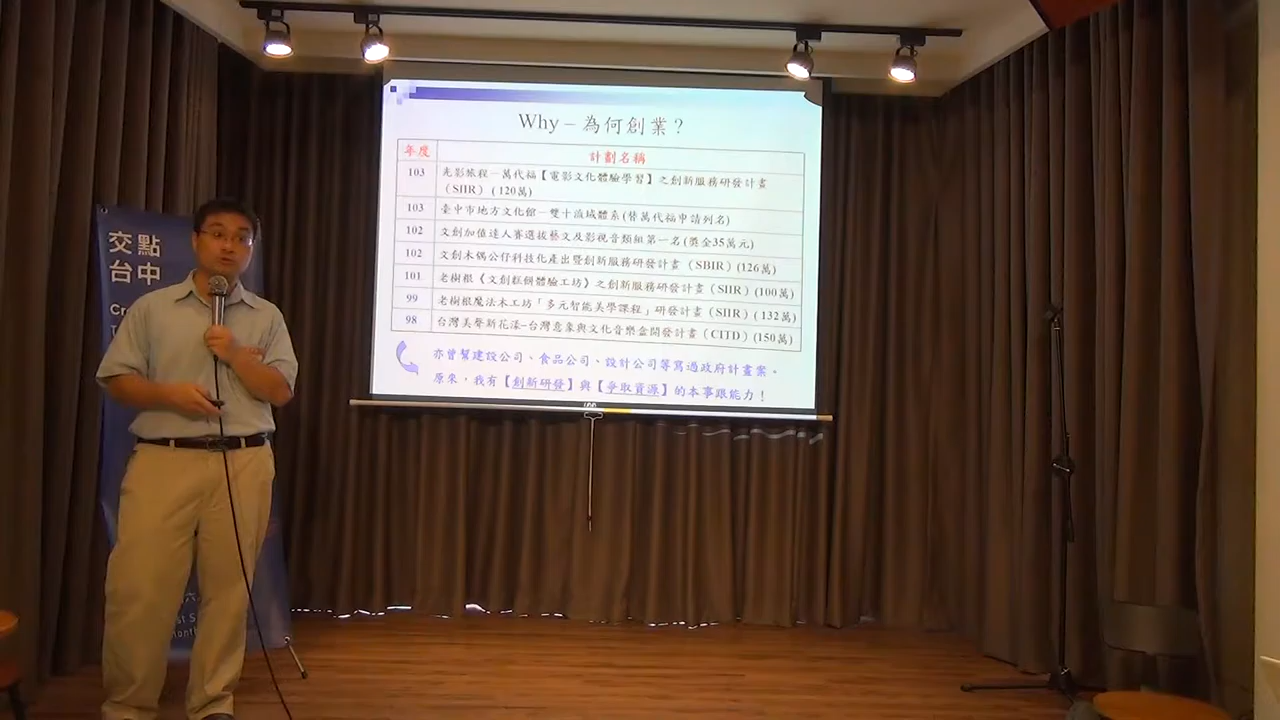 Why – 為何創業？
年度 計劃名稱
103 光影旅程－萬代福【電影文化體驗學習】之創新服務研發計畫
（SIIR）(120萬)
103 臺中市地方文化館－雙十流域體系(替萬代福申請列名)
102 文創加值達人賽選拔藝文及影視音類組第一名(獎金35萬元)
102 文創木偶公仔科技化產出暨創新服務研發計畫（SBIR）(126萬)
101 老樹根《文創糕餅體驗工坊》之創新服務研發計畫（SIIR）(100萬)
99 老樹根魔法木工坊「多元智能美學課程」研發計畫（SIIR）(132萬)
98 台灣美聲新花漾–台灣意象與文化音樂盒開發計畫（CITD）(150萬)
亦曾幫建設公司、食品公司、設計公司等寫過政府計畫案。
原來，我有【創新研發】與【爭取資源】的本事跟能力！
交點
台中